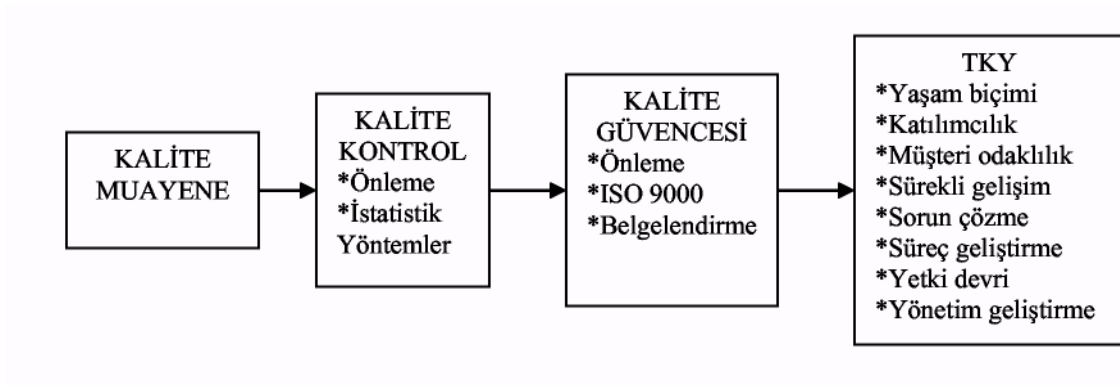 KALİTE
MUAYENE
KALİTE
KONTROL
*Önleme
*İstatistik
Yöntemler
KALİTE
GÜVENCESİ
*Önleme
*ISO 9000
*Belgelendirme
TKY
*Yaşam biçimi
*Katılımcılık
*Müşteri odaklılık
*Sürekli gelişim
*Sorun çözme
*Süreç geliştirme
*Yetki devri
*Yönetim geliştirme